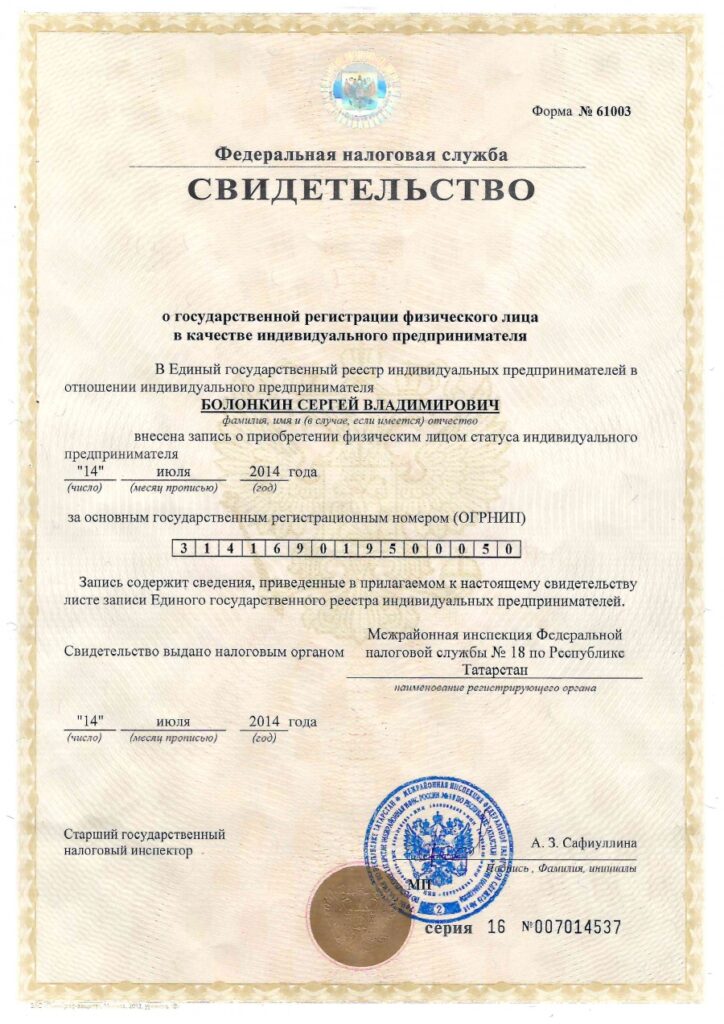 Форма № 61003
Федеральная налоговая служба
СВИДЕТЕЛЬСТВО
о государственной регистрации физического лица
в качестве индивидуального предпринимателя
В Единый государственный реестр индивидуальных предпринимателей в
отношении индивидуального предпринимателя
БОЛОНКИН СЕРГЕЙ ВЛАДИМИРОВИЧ
фамилия, имя и (в случае, если имеется) отчество
внесена запись о приобретении физическим лицом статуса индивидуального
предпринимателя
"14" июля 2014 года
(число) (месяц прописью) (год)
за основным государственным регистрационным номером (ОГРНИП)
3 1 4 1 6 9 0 1 9 5 0 0 0 5 0
Запись содержит сведения, приведенные в прилагаемом к настоящему свидетельству
листе записи Единого государственного реестра индивидуальных предпринимателей.
Свидетельство выдано налоговым органом
Межрайонная инспекция Федеральной
налоговой службы № 18 по Республике
Татарстан
наименование регистрирующего органа
"14" июля 2014 года
(число) (месяц прописью) (год)
Старший государственный
налоговый инспектор
А. З. Сафиуллина
Подпись , Фамилия, инициалы
МП
2
серия 16 №007014537